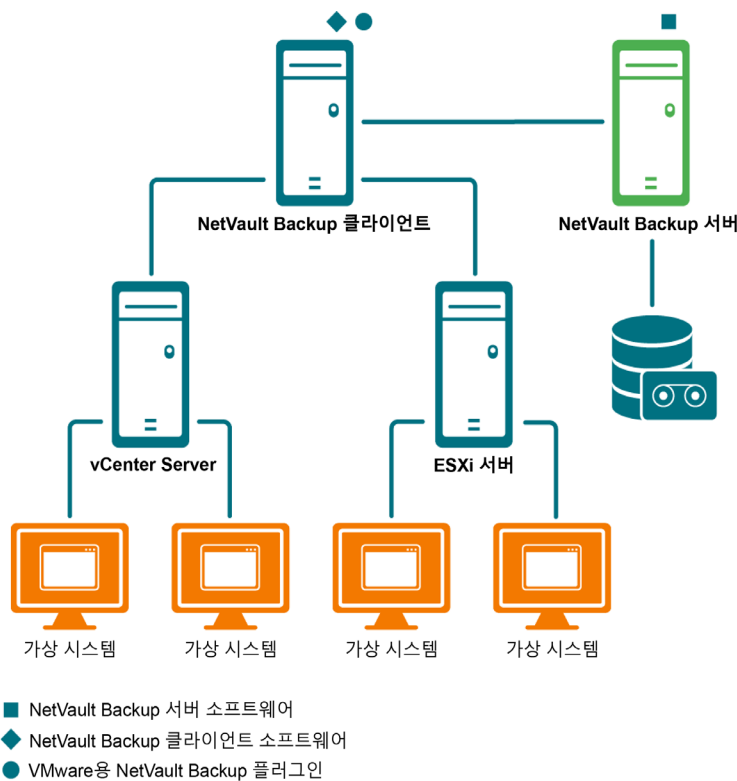 NetVault Backup 클라이언트
NetVault Backup 서버
vCenter Server
ESXi 서버
가상 시스템
가상 시스템
가상 시스템
가상 시스템
NetVault Backup 서버 소프트웨어
NetVault Backup 클라이언트 소프트웨어
VMware용 NetVault Backup 플러그인